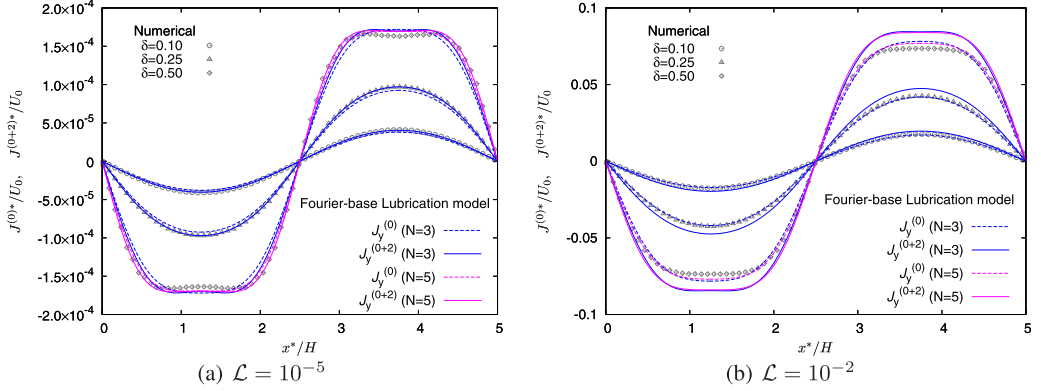 2.0×10⁻⁴
1.5×10⁻⁴
1.0×10⁻⁴
5.0×10⁻⁵
0
-5.0×10⁻⁵
-1.0×10⁻⁴
-1.5×10⁻⁴
-2.0×10⁻⁴
J⁽⁰⁾*/U₀, J⁽⁰⁺²⁾*/U₀
Numerical
δ=0.10
δ=0.25
δ=0.50
Fourier-base Lubrication model
J_y⁽⁰⁾ (N=3)
J_y⁽⁰⁺²⁾ (N=3)
J_y⁽⁰⁾ (N=5)
J_y⁽⁰⁺²⁾ (N=5)
0 1 2 3 4 5
x*/H
(a) ℒ = 10⁻⁵
0.1
0.05
0
-0.05
-0.1
J⁽⁰⁾*/U₀, J⁽⁰⁺²⁾*/U₀
Numerical
δ=0.10
δ=0.25
δ=0.50
Fourier-base Lubrication model
J_y⁽⁰⁾ (N=3)
J_y⁽⁰⁺²⁾ (N=3)
J_y⁽⁰⁾ (N=5)
J_y⁽⁰⁺²⁾ (N=5)
0 1 2 3 4 5
x*/H
(b) ℒ = 10⁻²